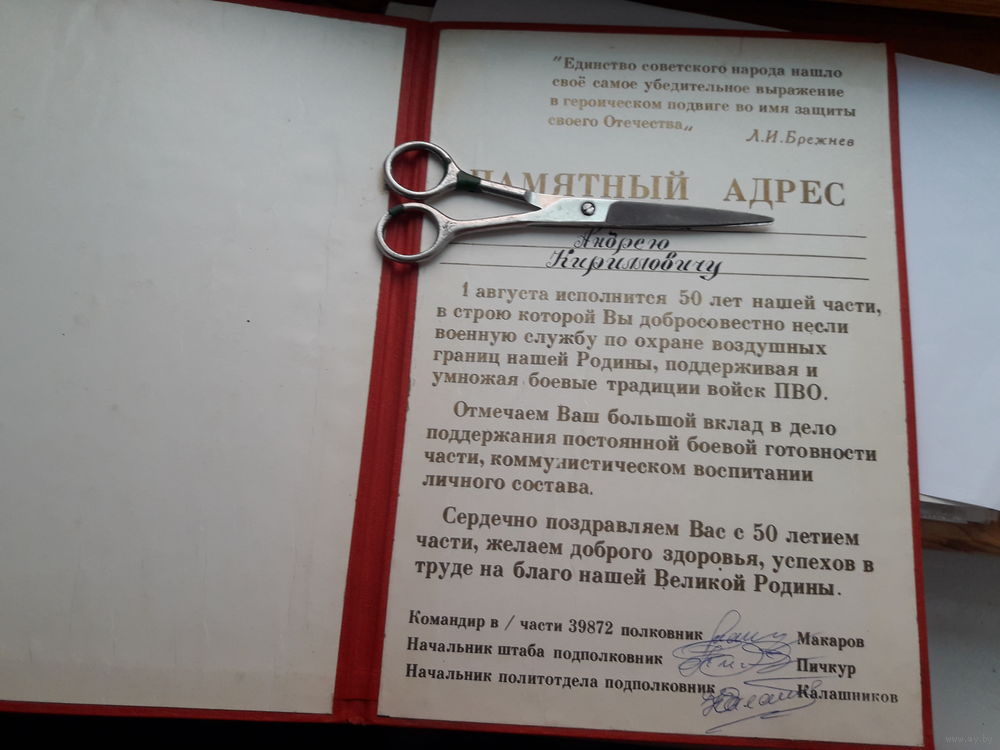 "Единство советского народа нашло
своё самое убедительное выражение
в героическом подвиге во имя защиты
своего Отечества„
Л.И.Брежнев
ПАМЯТНЫЙ АДРЕС
Андрею
Кирилловичу
1 августа исполнится 50 лет нашей части,
в строю которой Вы добросовестно несли
военную службу по охране воздушных
границ нашей Родины, поддерживая и
умножая боевые традиции войск ПВО.
Отмечаем Ваш большой вклад в дело
поддержания постоянной боевой готовности
части, коммунистическом воспитании
личного состава.
Сердечно поздравляем Вас с 50 летием
части, желаем доброго здоровья, успехов в
труде на благо нашей Великой Родины.
Командир в / части 39872 полковник Макаров
Начальник штаба подполковник Пичкур
Начальник политотдела подполковник Калашников
www.ay.by